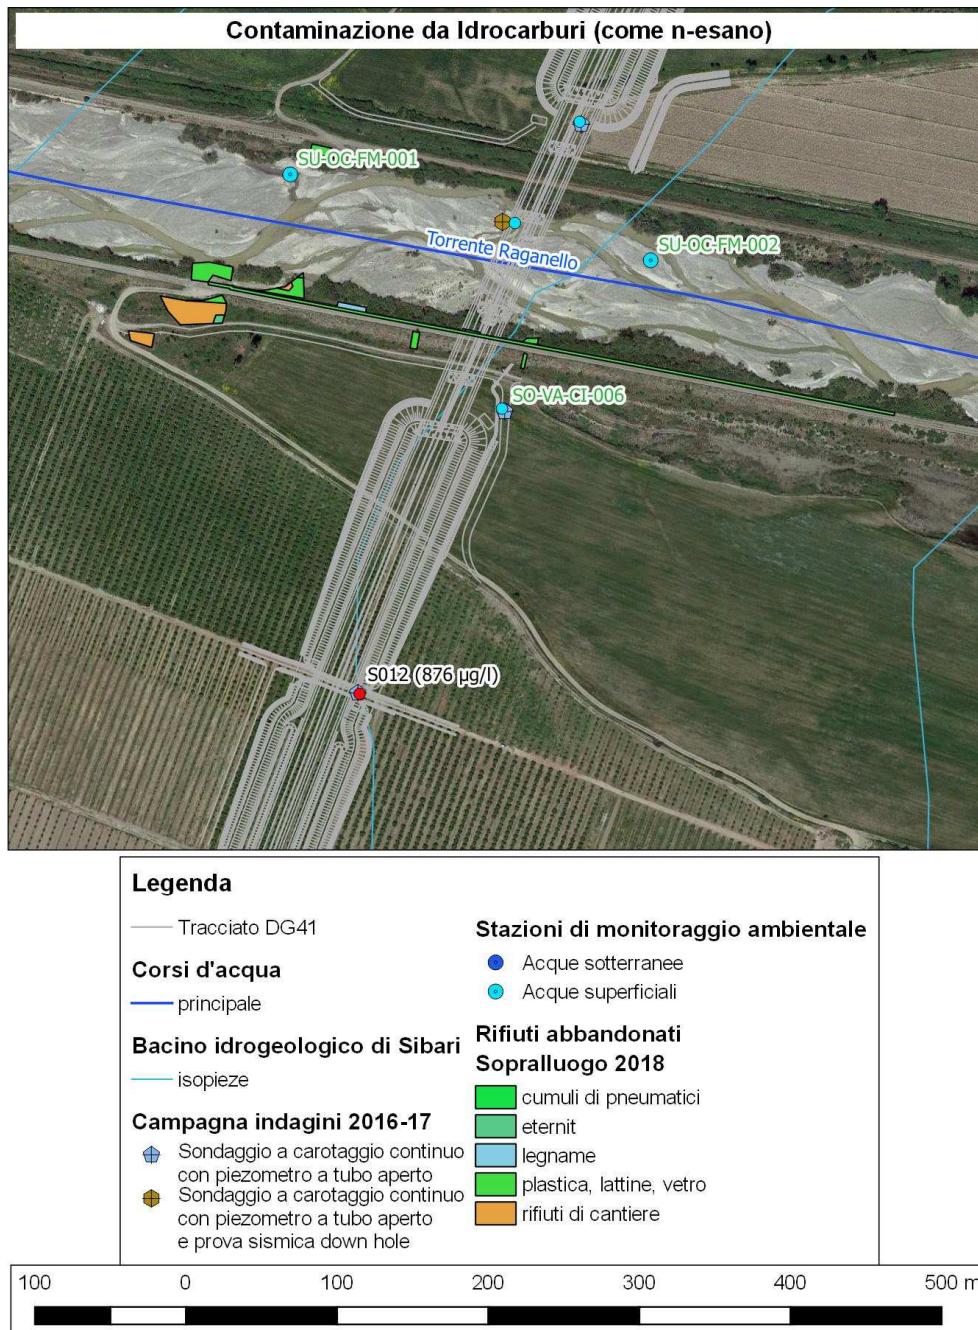 Contaminazione da Idrocarburi (come n-esano)
SU-OC-FM-001
Torrente Raganello
SU-OC-FM-002
SO-VA-CI-006
S012 (876 µg/l)
Legenda
Tracciato DG41
Corsi d'acqua
principale
Bacino idrogeologico di Sibari
isopieze
Campagna indagini 2016-17
Sondaggio a carotaggio continuo
con piezometro a tubo aperto
Sondaggio a carotaggio continuo
con piezometro a tubo aperto
e prova sismica down hole
Stazioni di monitoraggio ambientale
Acque sotterranee
Acque superficiali
Rifiuti abbandonati
Sopralluogo 2018
cumuli di pneumatici
eternit
legname
plastica, lattine, vetro
rifiuti di cantiere
100 0 100 200 300 400 500 m